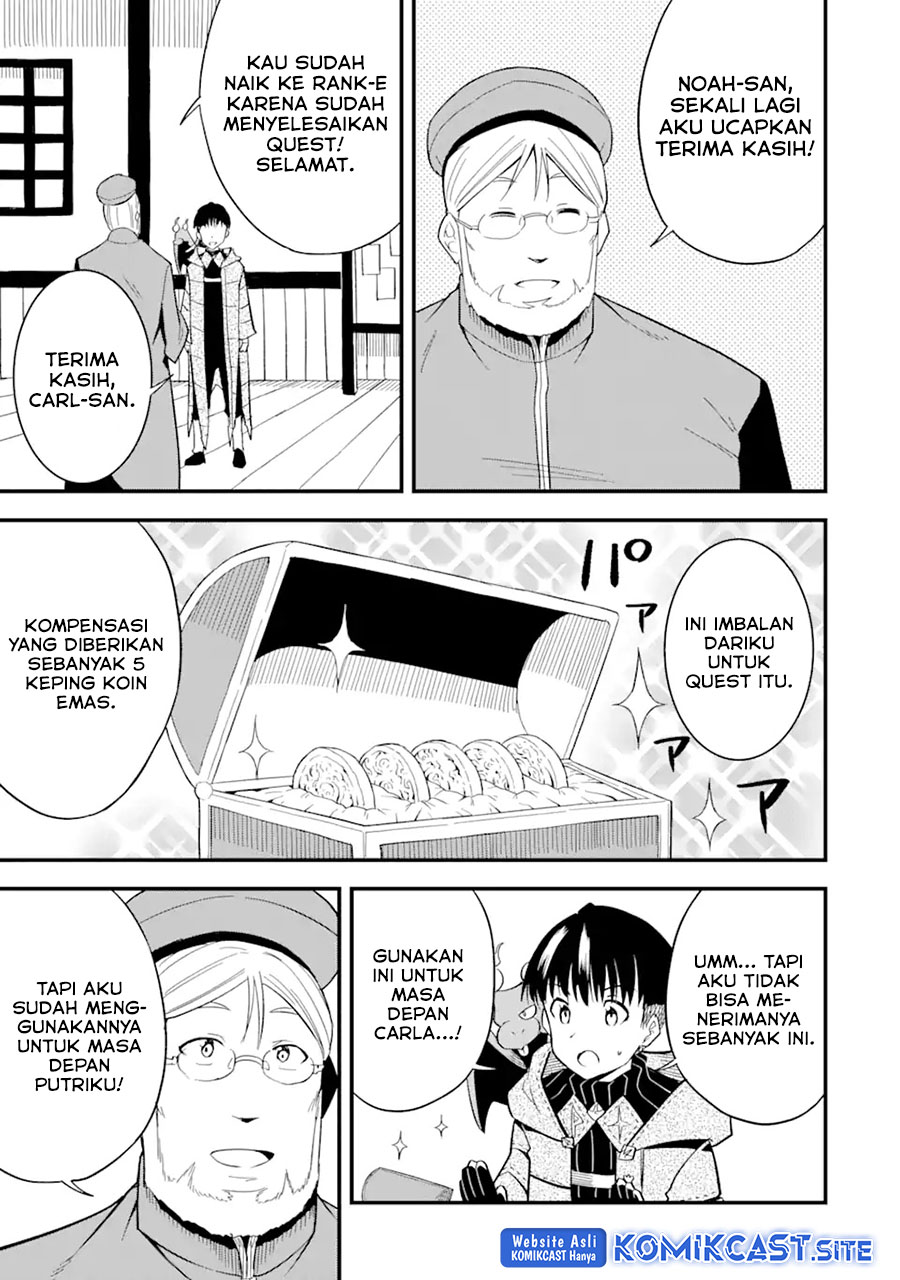 NOAH-SAN,
SEKALI LAGI
AKU UCAPKAN
TERIMA KASIH!
KAU SUDAH
NAIK KE RANK-E
KARENA SUDAH
MENYELESAIKAN
QUEST!
SELAMAT.
TERIMA
KASIH,
CARL-SAN.
INI IMBALAN
DARIKU
UNTUK
QUEST ITU.
パァァァ
KOMPENSASI
YANG DIBERIKAN
SEBANYAK 5
KEPING KOIN
EMAS.
UMM... TAPI
AKU TIDAK
BISA ME-
NERIMANYA
SEBANYAK INI.
GUNAKAN
INI UNTUK
MASA
DEPAN
CARLA...!
TAPI AKU
SUDAH MENG-
GUNAKANNYA
UNTUK MASA
DEPAN
PUTRIKU!
Website Asli
KOMIKCAST Hanya
KOMIKCAST.SITE